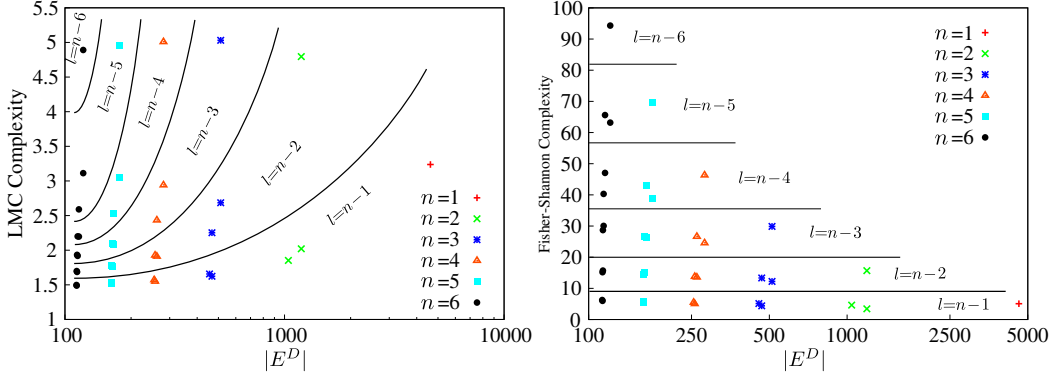 LMC Complexity
5.5
5
4.5
4
3.5
3
2.5
2
1.5
1
l=n−6
l=n−5
l=n−4
l=n−3
l=n−2
l=n−1
n=1
n=2
n=3
n=4
n=5
n=6
100 1000 10000
|E^D|
Fisher-Shannon Complexity
100
90
80
70
60
50
40
30
20
10
0
l=n−6
l=n−5
l=n−4
l=n−3
l=n−2
l=n−1
n=1
n=2
n=3
n=4
n=5
n=6
100 250 500 1000 2500 5000
|E^D|